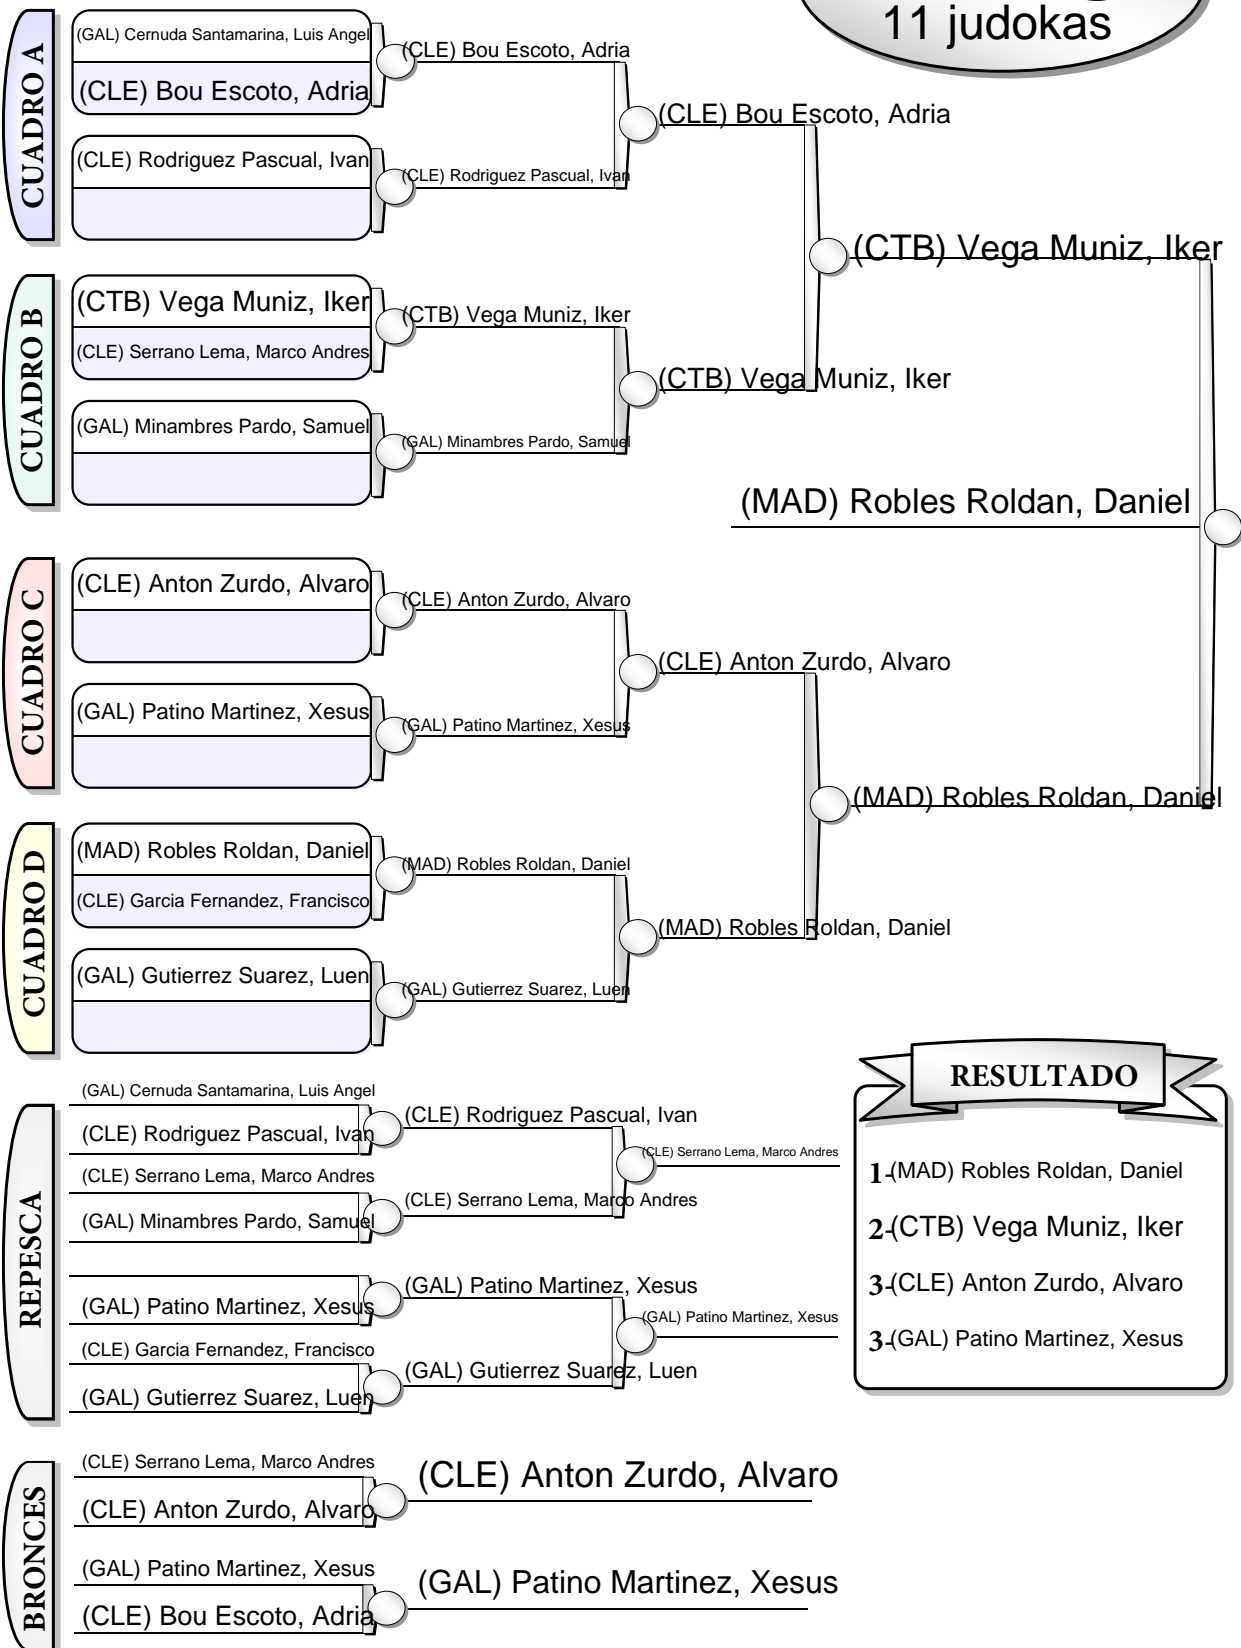 11 judokas
CUADRO A
(GAL) Cernuda Santamarina, Luis Angel
(CLE) Bou Escoto, Adria
(CLE) Rodriguez Pascual, Ivan
(CLE) Bou Escoto, Adria
(CLE) Rodriguez Pascual, Ivan
(CLE) Bou Escoto, Adria
CUADRO B
(CTB) Vega Muniz, Iker
(CLE) Serrano Lema, Marco Andres
(GAL) Minambres Pardo, Samuel
(CTB) Vega Muniz, Iker
(GAL) Minambres Pardo, Samuel
(CTB) Vega Muniz, Iker
(CTB) Vega Muniz, Iker
(MAD) Robles Roldan, Daniel
CUADRO C
(CLE) Anton Zurdo, Alvaro
(GAL) Patino Martinez, Xesus
(CLE) Anton Zurdo, Alvaro
(GAL) Patino Martinez, Xesus
(CLE) Anton Zurdo, Alvaro
CUADRO D
(MAD) Robles Roldan, Daniel
(CLE) Garcia Fernandez, Francisco
(GAL) Gutierrez Suarez, Luen
(MAD) Robles Roldan, Daniel
(GAL) Gutierrez Suarez, Luen
(MAD) Robles Roldan, Daniel
(MAD) Robles Roldan, Daniel
REPESCA
(GAL) Cernuda Santamarina, Luis Angel
(CLE) Rodriguez Pascual, Ivan
(CLE) Serrano Lema, Marco Andres
(GAL) Minambres Pardo, Samuel
(GAL) Patino Martinez, Xesus
(CLE) Garcia Fernandez, Francisco
(GAL) Gutierrez Suarez, Luen
(CLE) Rodriguez Pascual, Ivan
(CLE) Serrano Lema, Marco Andres
(GAL) Patino Martinez, Xesus
(GAL) Gutierrez Suarez, Luen
(CLE) Serrano Lema, Marco Andres
(GAL) Patino Martinez, Xesus
RESULTADO
1-(MAD) Robles Roldan, Daniel
2-(CTB) Vega Muniz, Iker
3-(CLE) Anton Zurdo, Alvaro
3-(GAL) Patino Martinez, Xesus
BRONCES
(CLE) Serrano Lema, Marco Andres
(CLE) Anton Zurdo, Alvaro
(GAL) Patino Martinez, Xesus
(CLE) Bou Escoto, Adria
(CLE) Anton Zurdo, Alvaro
(GAL) Patino Martinez, Xesus